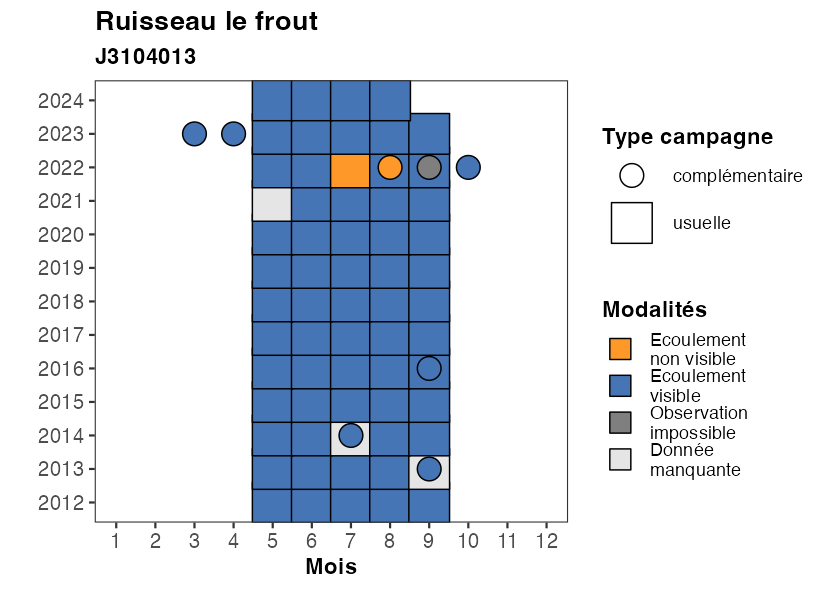 Ruisseau le frout
J3104013
2024
2023
2022
2021
2020
2019
2018
2017
2016
2015
2014
2013
2012
1 2 3 4 5 6 7 8 9 10 11 12
Mois
Type campagne
complémentaire
usuelle
Modalités
Ecoulement
non visible
Ecoulement
visible
Observation
impossible
Donnée
manquante